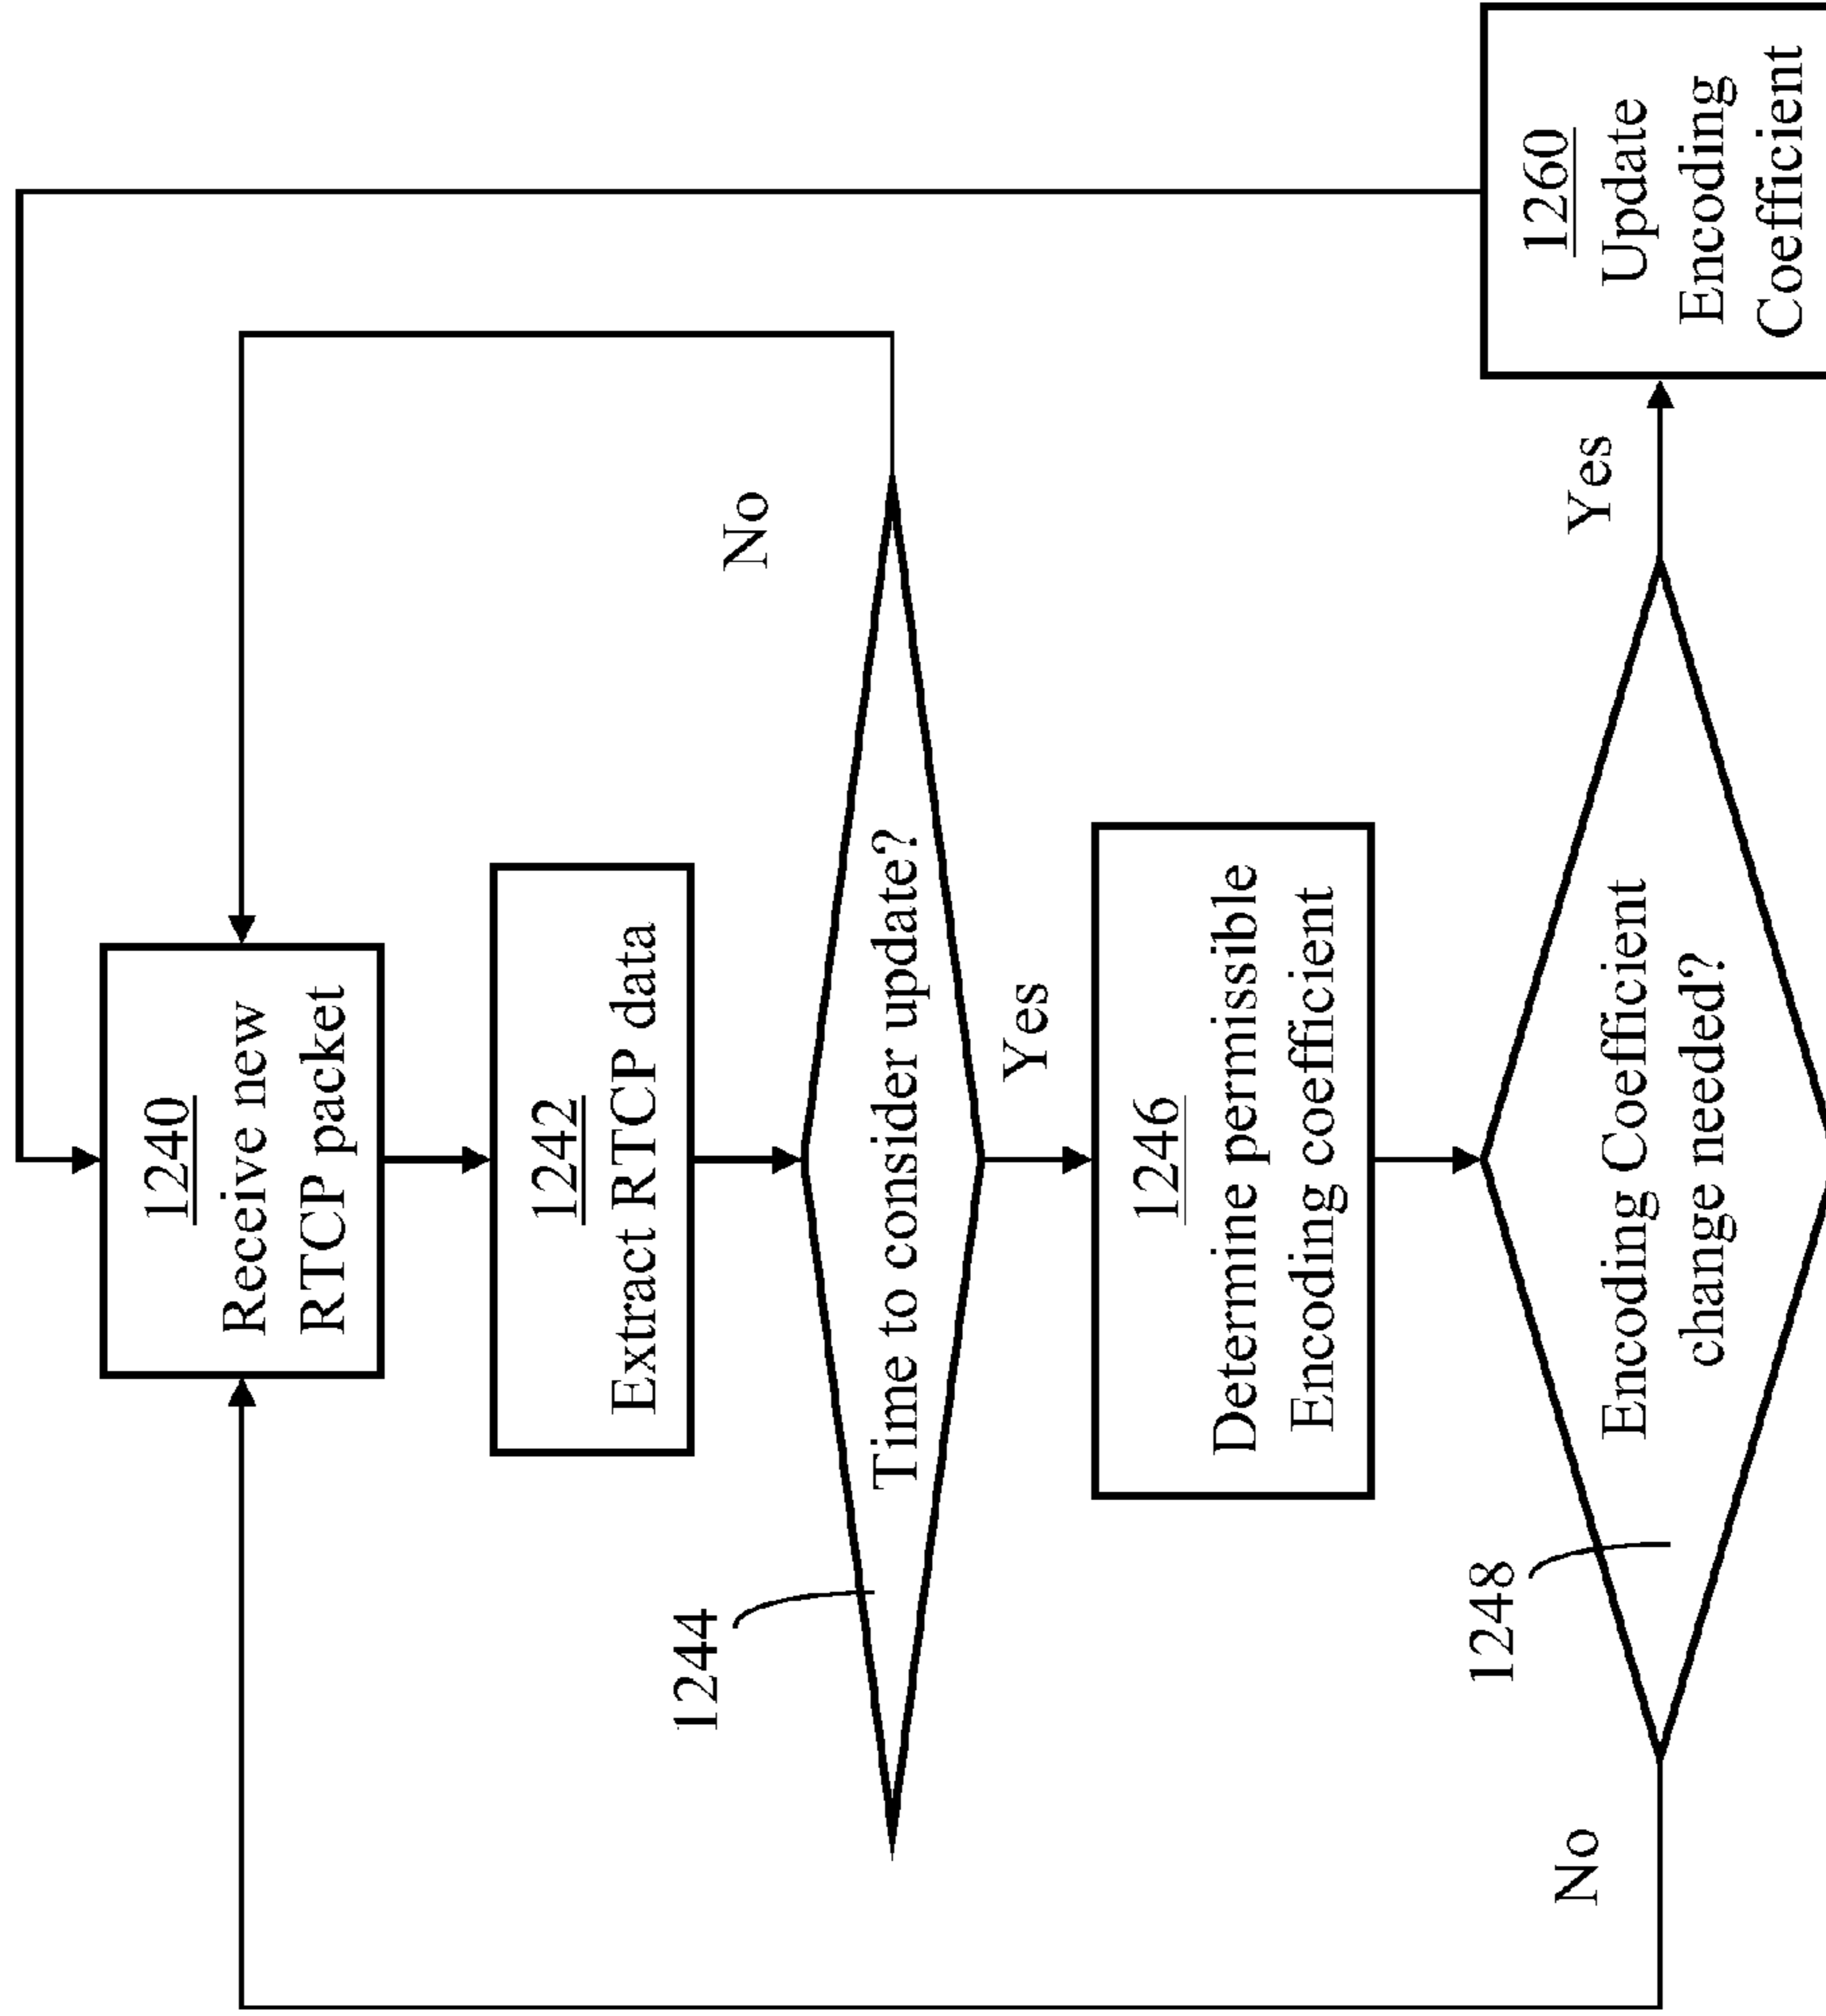 1240
Receive new
RTCP packet
1242
Extract RTCP data
1244
Time to consider update?
No
Yes
1246
Determine permissible
Encoding coefficient
1248
Encoding Coefficient
change needed?
No
Yes
1260
Update
Encoding
Coefficient